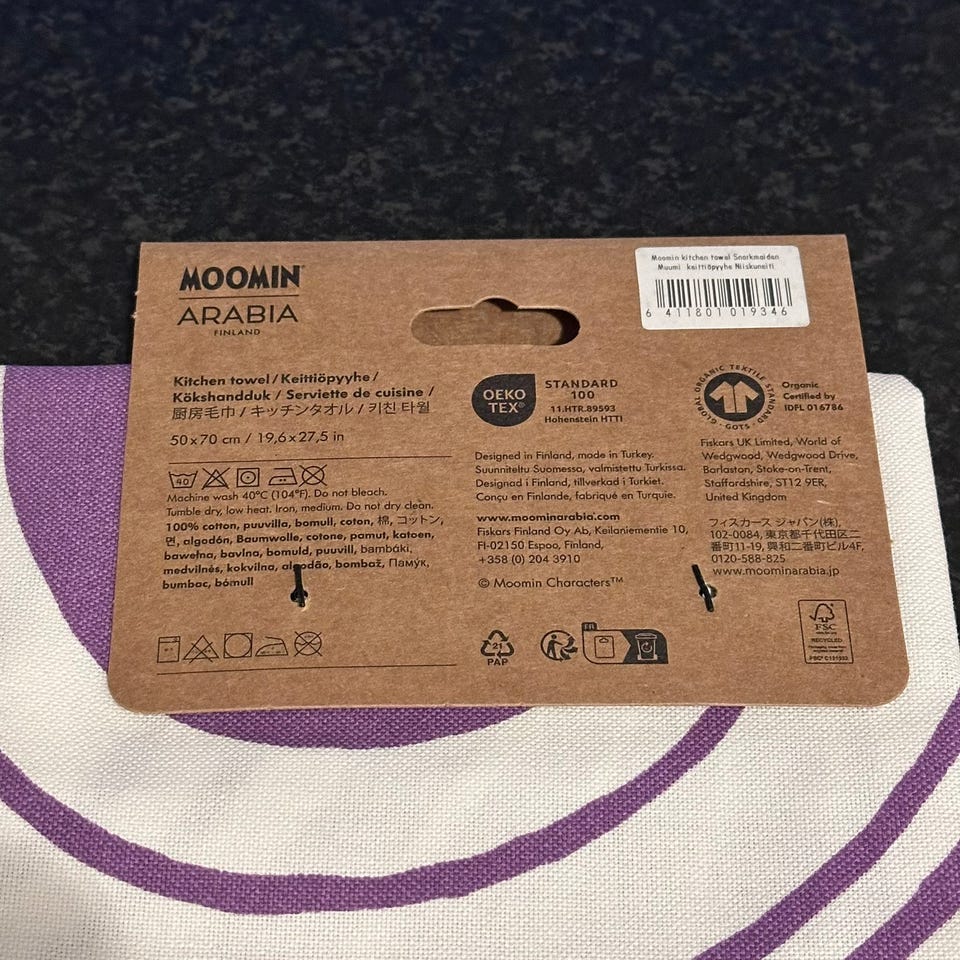 MOOMIN
ARABIA
FINLAND
Moomin kitchen towel Snorkmaiden
Muumi keittiöpyyhe Niiskuneiti
6 411801 019346
Kitchen towel / Keittiöpyyhe /
Kökshandduk / Serviette de cuisine /
厨房毛巾 / キッチンタオル / 키친 타월
50 x 70 cm / 19,6 x 27,5 in
40
Machine wash 40°C (104°F). Do not bleach.
Tumble dry, low heat. Iron, medium. Do not dry clean.
100% cotton, puuvilla, bomull, coton, 棉, コットン,
면, algodón, Baumwolle, cotone, pamut, katoen,
bawełna, bavlna, bomuld, puuvill, bambáki,
medvilnės, kokvilna, algodão, bombaž, Памук,
bumbac, bómull
OEKO
TEX®
STANDARD
100
11.HTR.89593
Hohenstein HTTI
Designed in Finland, made in Turkey.
Suunniteltu Suomessa, valmistettu Turkissa.
Designad i Finland, tillverkad i Turkiet.
Conçu en Finlande, fabriqué en Turquie.
www.moominarabia.com
Fiskars Finland Oy Ab, Keilaniementie 10,
FI-02150 Espoo, Finland,
+358 (0) 204 3910
© Moomin Characters™
GLOBAL ORGANIC TEXTILE STANDARD
· GOTS ·
Organic
Certified by
IDFL 016786
Fiskars UK Limited, World of
Wedgwood, Wedgwood Drive,
Barlaston, Stoke-on-Trent,
Staffordshire, ST12 9ER,
United Kingdom
フィスカース ジャパン(株),
102-0084, 東京都千代田区二
番町11-19, 興和二番町ビル4F,
0120-588-825
www.moominarabia.jp
21
PAP
FR
FSC
RECYCLED